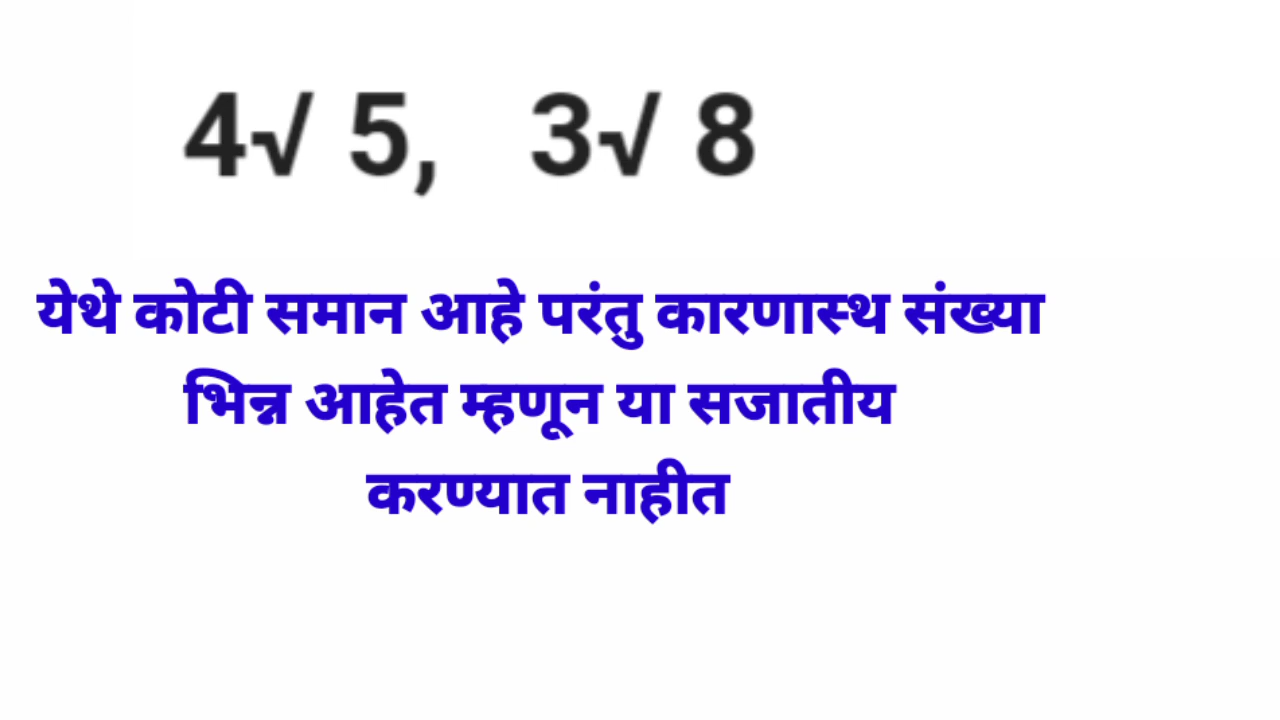 4√ 5, 3√ 8
येथे कोटी समान आहे परंतु कारणास्थ संख्या
भिन्न आहेत म्हणून या सजातीय
करण्यात नाहीत